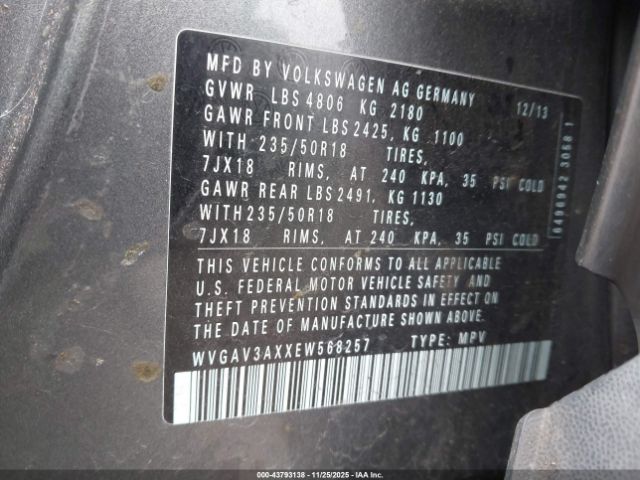 MFD BY VOLKSWAGEN AG GERMANY 12/13
GVWR LBS 4806 KG 2180
GAWR FRONT LBS 2425, KG 1100
WITH 235/50R18 TIRES,
7JX18 RIMS, AT 240 KPA, 35 PSI COLD
GAWR REAR LBS 2491, KG 1130
WITH 235/50R18 TIRES,
7JX18 RIMS, AT 240 KPA, 35 PSI COLD
THIS VEHICLE CONFORMS TO ALL APPLICABLE
U.S. FEDERAL MOTOR VEHICLE SAFETY AND
THEFT PREVENTION STANDARDS IN EFFECT ON
THE DATE OF MANUFACTURE SHOWN ABOVE.
WVGAV3AXXEW568257 TYPE: MPV
000-43793138 - 11/25/2025 - IAA Inc.